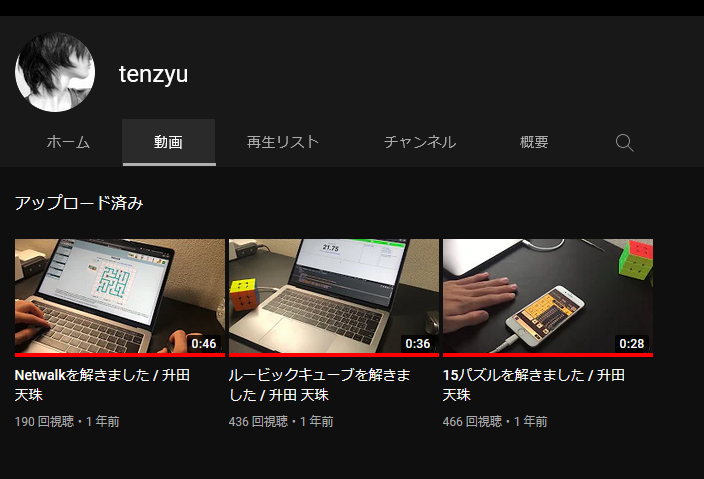 tenzyu
ホーム 動画 再生リスト チャンネル 概要
アップロード済み
21.75
0:46 0:36 0:28
Netwalkを解きました / 升田
天珠
190 回視聴・1 年前
ルービックキューブを解きま
した / 升田 天珠
436 回視聴・1 年前
15パズルを解きました / 升田
天珠
466 回視聴・1 年前